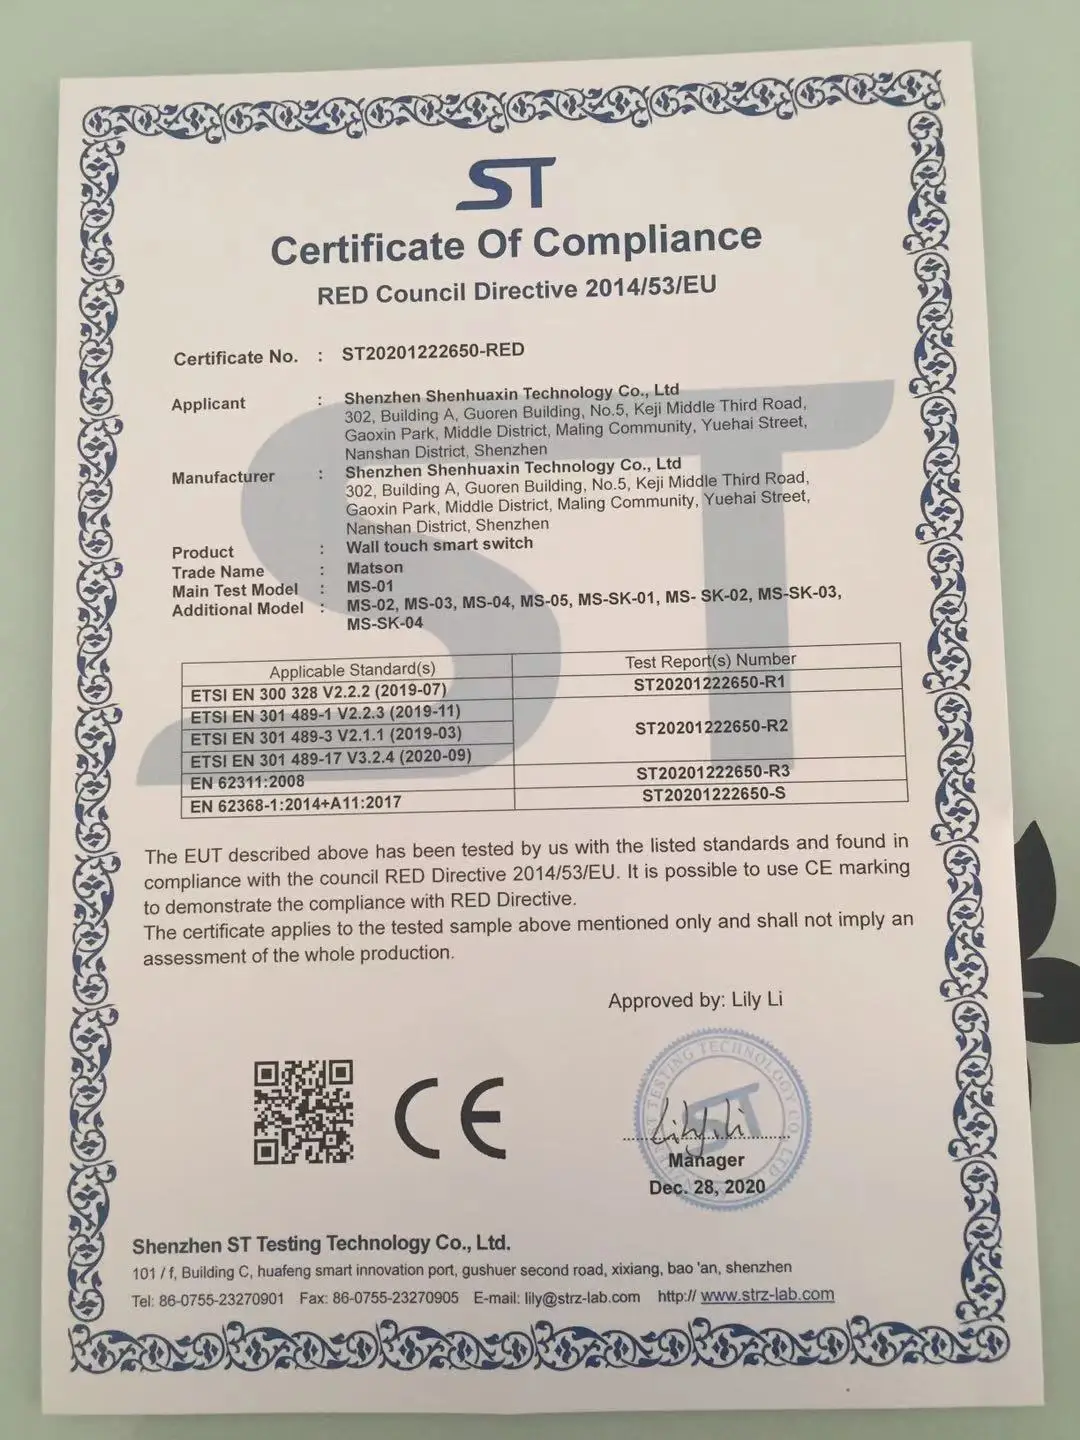 ST
Certificate Of Compliance
RED Council Directive 2014/53/EU
Certificate No. : ST20201222650-RED
Applicant : Shenzhen Shenhuaxin Technology Co., Ltd
302, Building A, Guoren Building, No.5, Keji Middle Third Road,
Gaoxin Park, Middle District, Maling Community, Yuehai Street,
Nanshan District, Shenzhen
Manufacturer : Shenzhen Shenhuaxin Technology Co., Ltd
302, Building A, Guoren Building, No.5, Keji Middle Third Road,
Gaoxin Park, Middle District, Maling Community, Yuehai Street,
Nanshan District, Shenzhen
Product : Wall touch smart switch
Trade Name : Matson
Main Test Model : MS-01
Additional Model : MS-02, MS-03, MS-04, MS-05, MS-SK-01, MS- SK-02, MS-SK-03,
MS-SK-04
Applicable Standard(s) Test Report(s) Number
ETSI EN 300 328 V2.2.2 (2019-07) ST20201222650-R1
ETSI EN 301 489-1 V2.2.3 (2019-11)
ETSI EN 301 489-3 V2.1.1 (2019-03) ST20201222650-R2
ETSI EN 301 489-17 V3.2.4 (2020-09)
EN 62311:2008 ST20201222650-R3
EN 62368-1:2014+A11:2017 ST20201222650-S
The EUT described above has been tested by us with the listed standards and found in
compliance with the council RED Directive 2014/53/EU. It is possible to use CE marking
to demonstrate the compliance with RED Directive.
The certificate applies to the tested sample above mentioned only and shall not imply an
assessment of the whole production.
Approved by: Lily Li
CE
ST
Lily Li
Manager
Dec. 28, 2020
Shenzhen ST Testing Technology Co., Ltd.
101 / f, Building C, huafeng smart innovation port, gushuer second road, xixiang, bao 'an, shenzhen
Tel: 86-0755-23270901 Fax: 86-0755-23270905 E-mail: lily@strz-lab.com http:// www.strz-lab.com